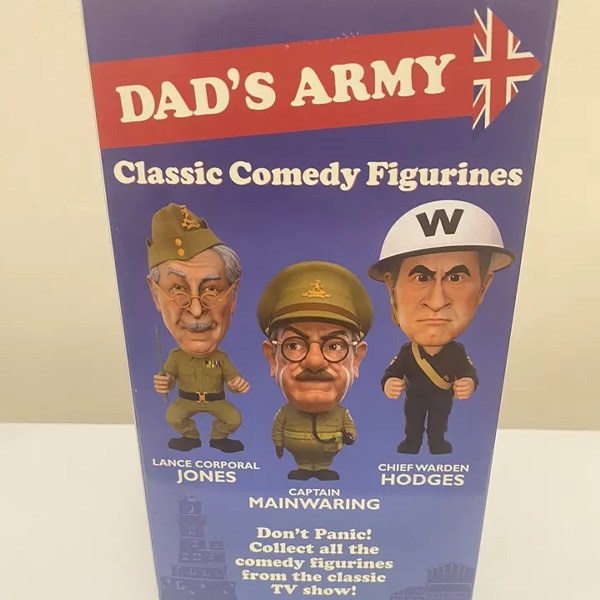 DAD'S ARMY
Classic Comedy Figurines
W
LANCE CORPORAL
JONES
CAPTAIN
MAINWARING
CHIEF WARDEN
HODGES
Don't Panic!
Collect all the
comedy figurines
from the classic
TV show!